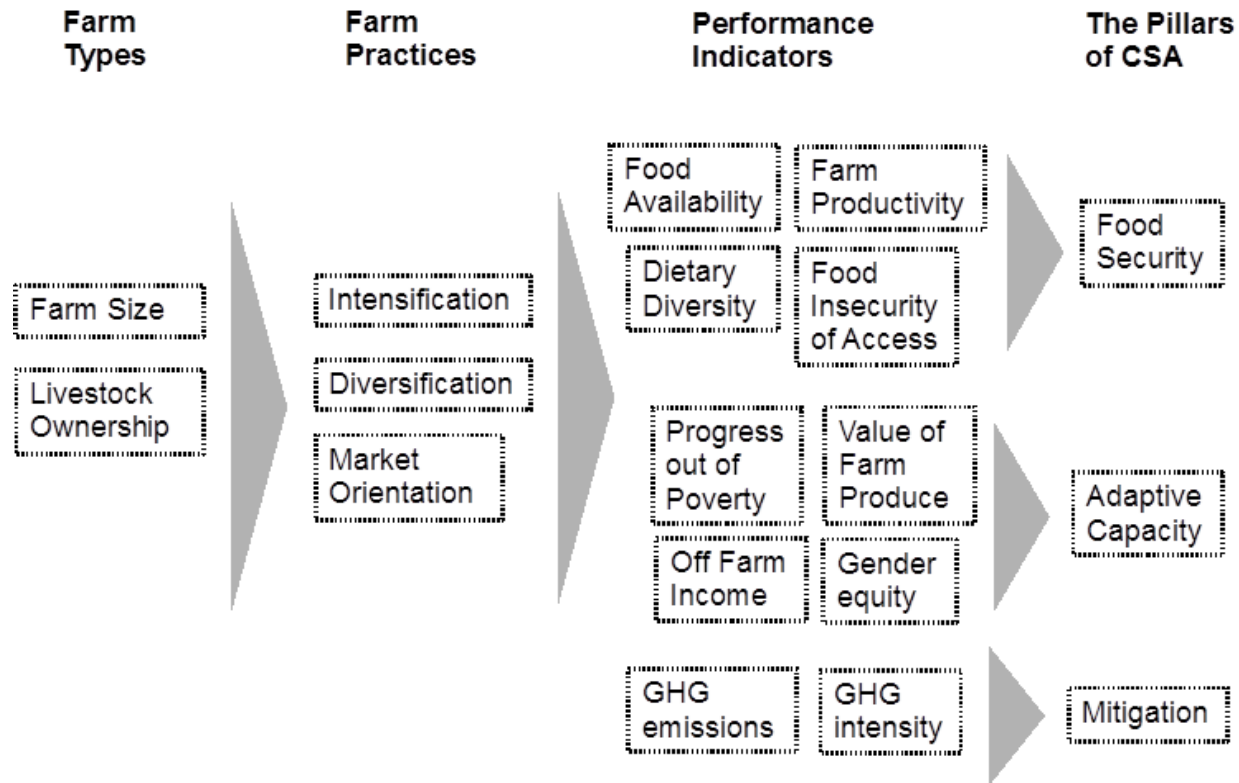 Farm
Types
Farm
Practices
Performance
Indicators
The Pillars
of CSA
Farm Size
Livestock
Ownership
Intensification
Diversification
Market
Orientation
Food
Availability
Farm
Productivity
Dietary
Diversity
Food
Insecurity
of Access
Food
Security
Progress
out of
Poverty
Value of
Farm
Produce
Off Farm
Income
Gender
equity
Adaptive
Capacity
GHG
emissions
GHG
intensity
Mitigation